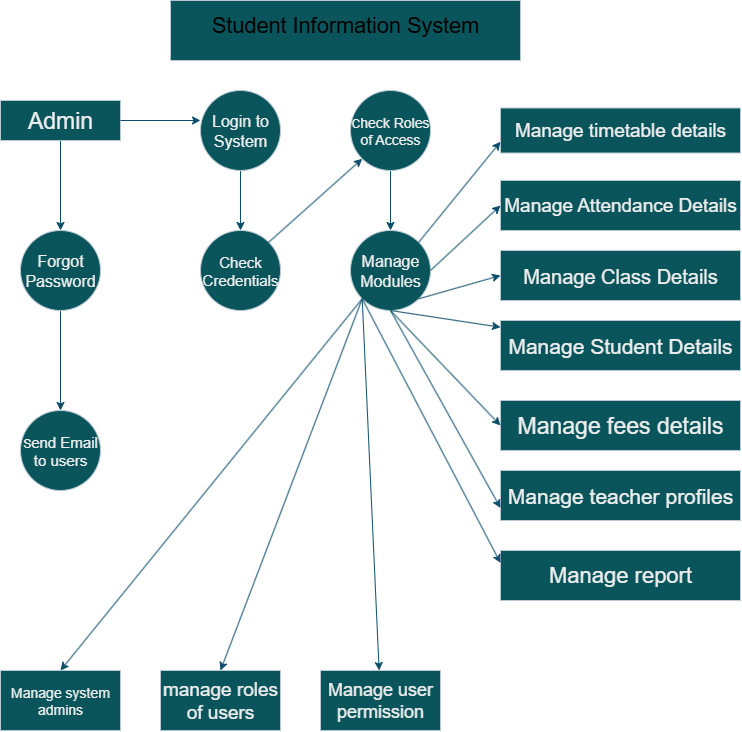 Student Information System
Admin
Login to
System
Check Roles
of Access
Manage timetable details
Manage Attendance Details
Forgot
Password
Check
Credentials
Manage
Modules
Manage Class Details
Manage Student Details
Manage fees details
Send Email
to users
Manage teacher profiles
Manage report
Manage system
admins
manage roles
of users
Manage user
permission